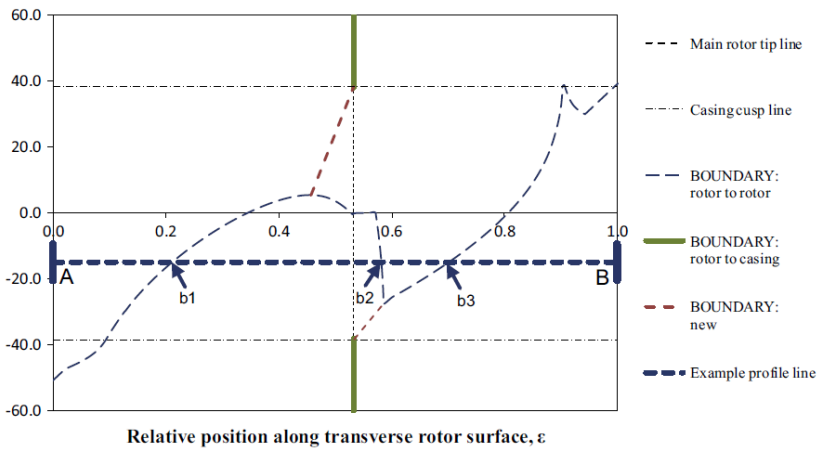 60.0
40.0
20.0
0.0
-20.0
-40.0
-60.0
0.0 0.2 0.4 0.6 0.8 1.0
A
B
b1
b2
b3
Relative position along transverse rotor surface, ε
Main rotor tip line
Casing cusp line
BOUNDARY:
rotor to rotor
BOUNDARY:
rotor to casing
BOUNDARY:
new
Example profile line